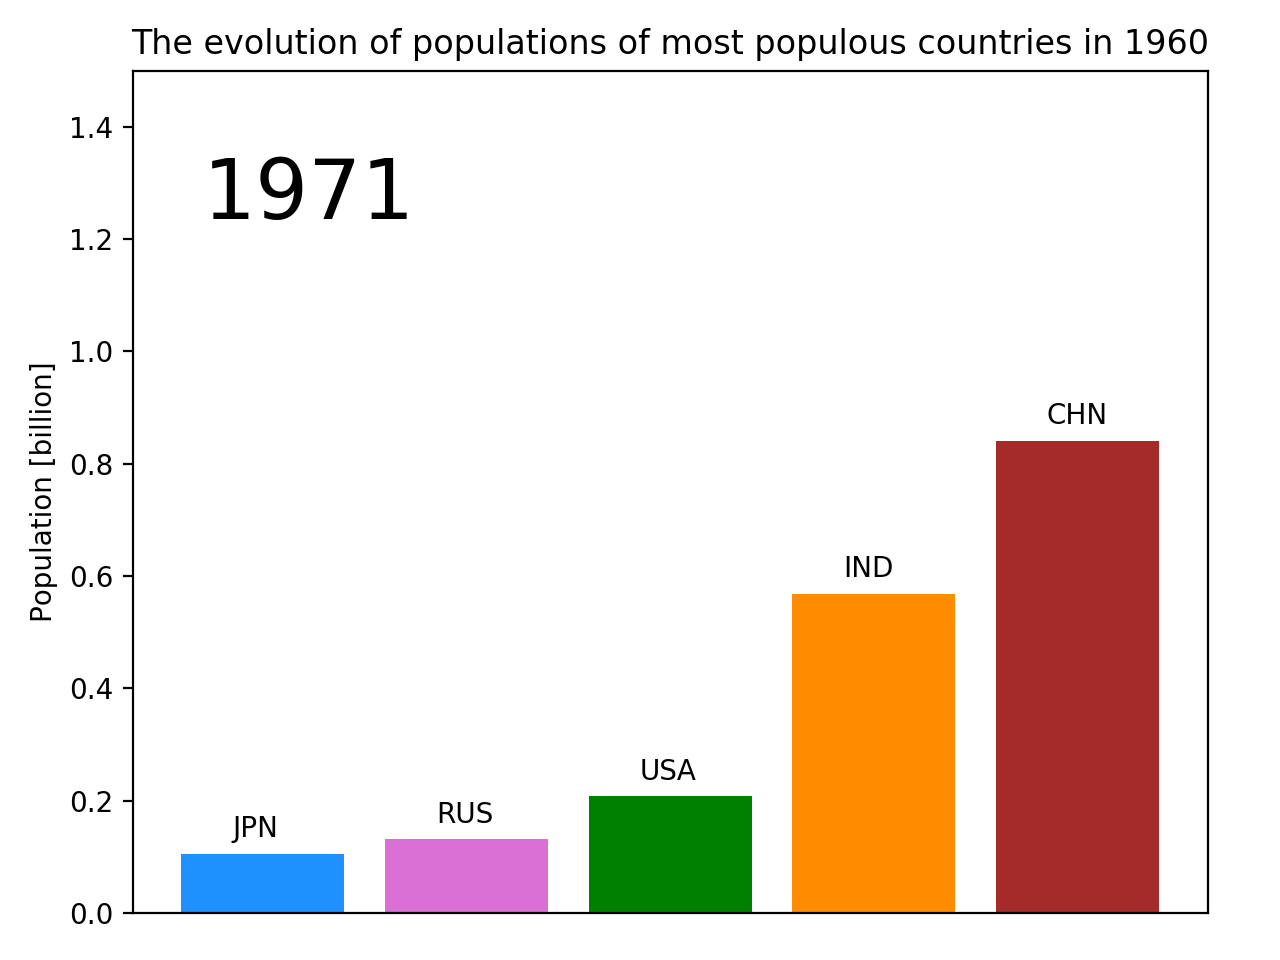 The evolution of populations of most populous countries in 1960
1.4
1971
1.2
1.0
Population [billion]
CHN
0.8
IND
0.6
0.4
USA
0.2
RUS
JPN
0.0